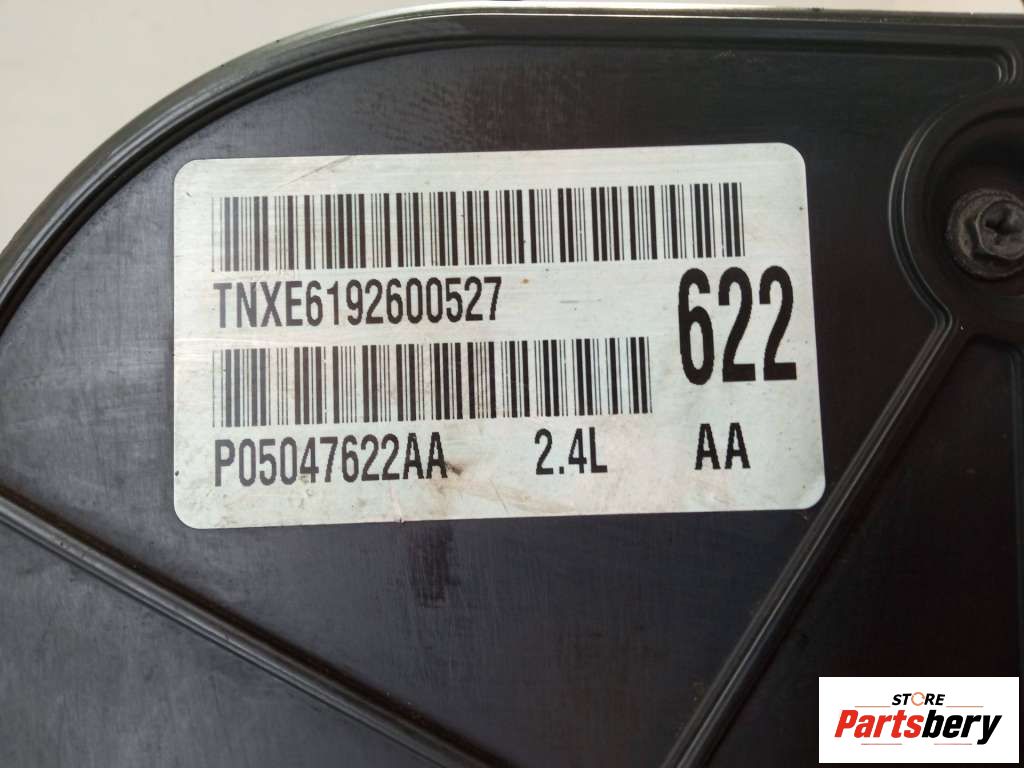 TNXE6192600527
622
P05047622AA 2.4L AA
STORE
Partsbery